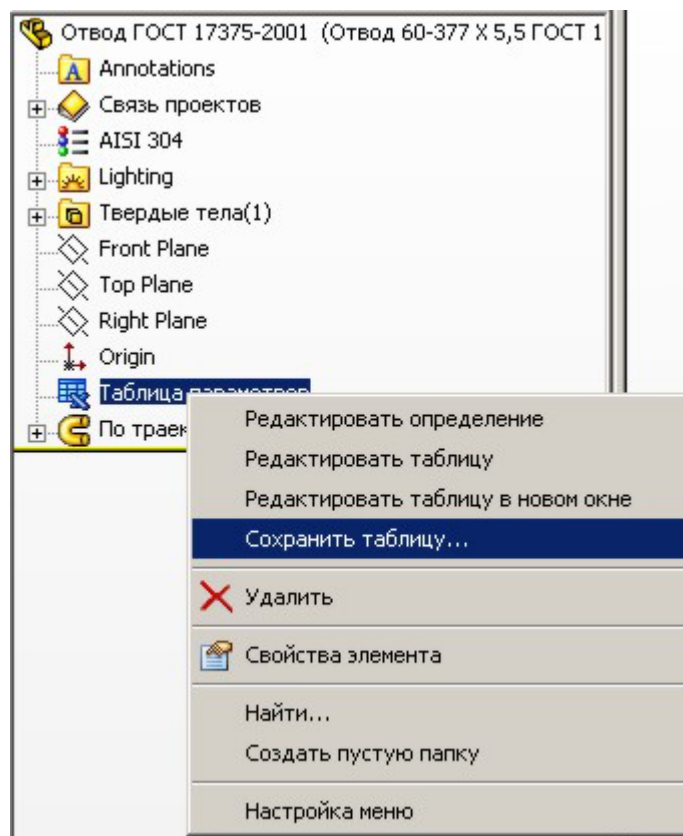 Отвод ГОСТ 17375-2001 (Отвод 60-377 X 5,5 ГОСТ 1
Annotations
Связь проектов
AISI 304
Lighting
Твердые тела(1)
Front Plane
Top Plane
Right Plane
Origin
Таблица параметров
По траек
Редактировать определение
Редактировать таблицу
Редактировать таблицу в новом окне
Сохранить таблицу...
Удалить
Свойства элемента
Найти...
Создать пустую папку
Настройка меню